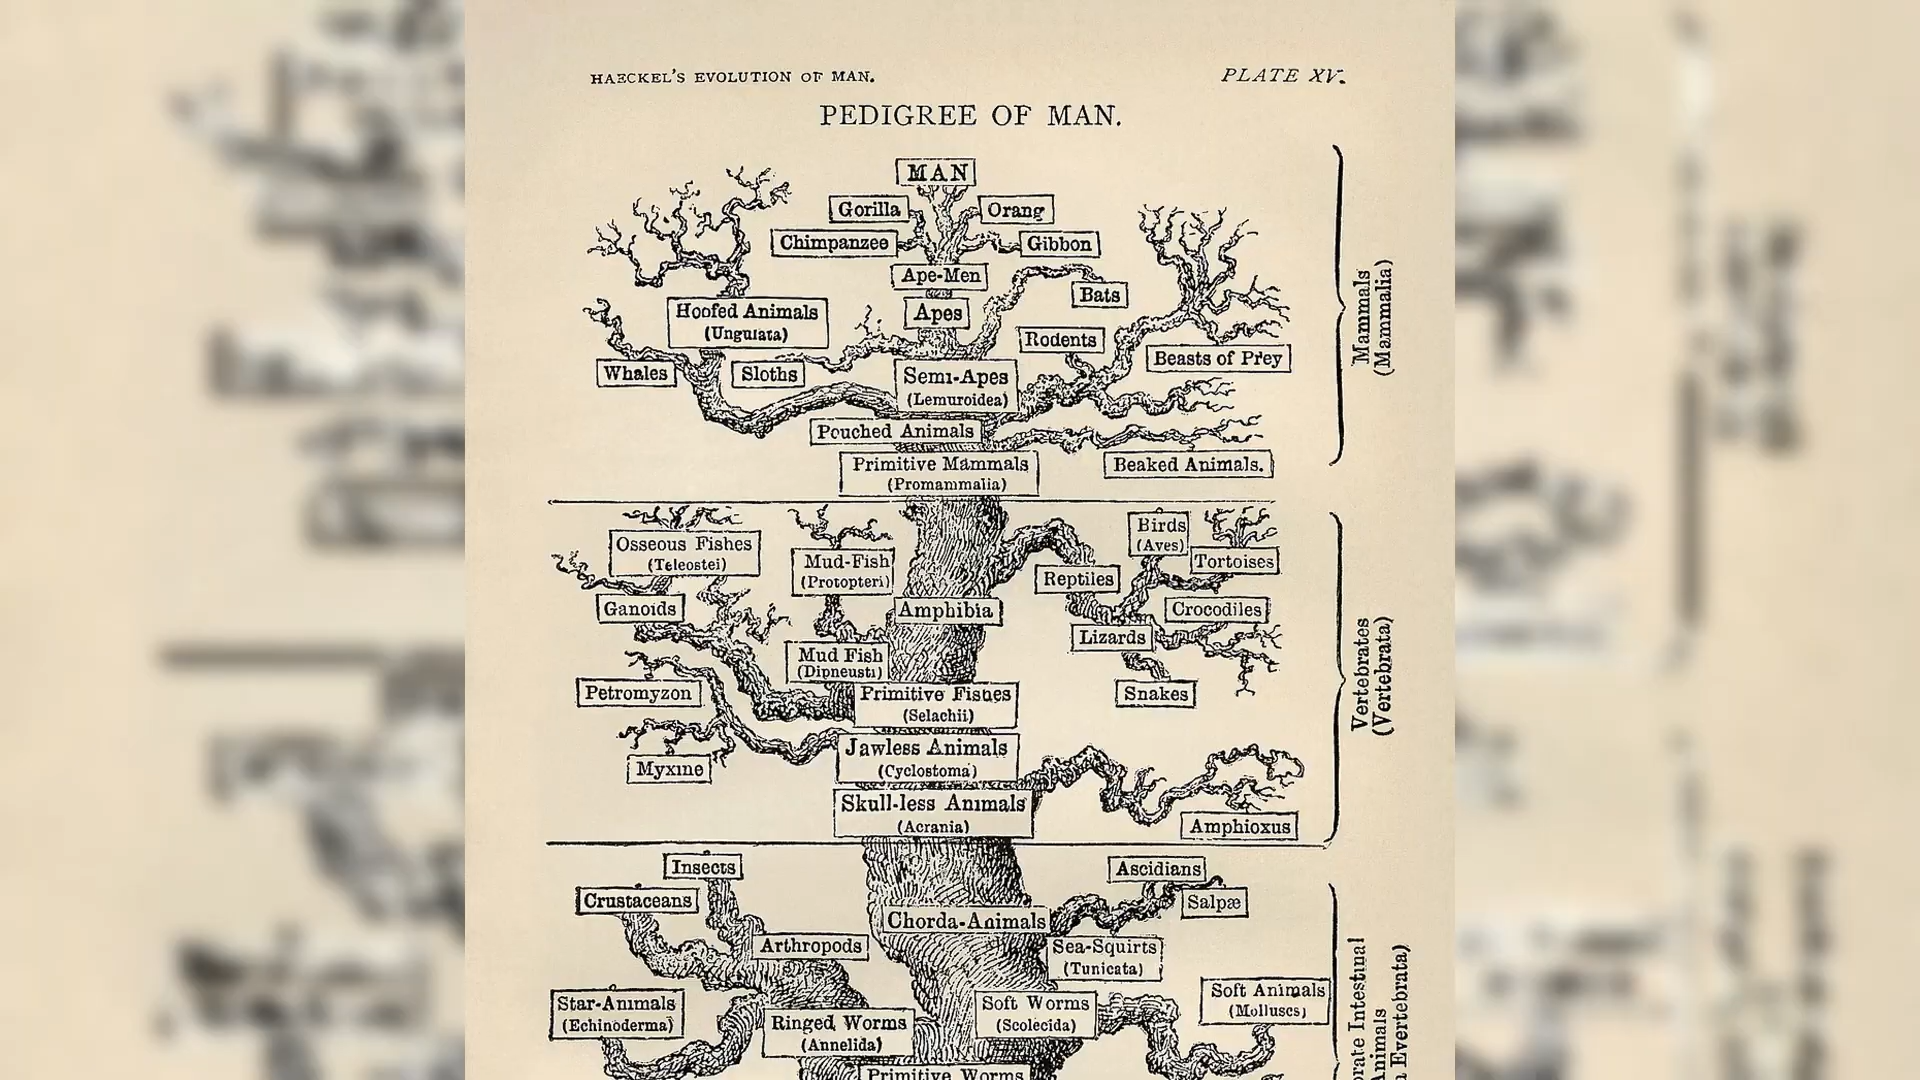 HAECKEL'S EVOLUTION OF MAN.
PLATE XV.
PEDIGREE OF MAN.
MAN
Gorilla
Orang
Chimpanzee
Gibbon
Ape-Men
Bats
Hoofed Animals
(Ungulata)
Apes
Rodents
Beasts of Prey
Whales
Sloths
Semi-Apes
(Lemuroidea)
Pouched Animals
Primitive Mammals
(Promammalia)
Beaked Animals.
Mammals
(Mammalia)
Osseous Fishes
(Teleostei)
Mud-Fish
(Protopteri)
Birds
(Aves)
Tortoises
Reptiles
Ganoids
Amphibia
Crocodiles
Lizards
Mud Fish
(Dipneusti)
Petromyzon
Primitive Fishes
(Selachii)
Snakes
Jawless Animals
(Cyclostoma)
Myxine
Skull-less Animals
(Acrania)
Amphioxus
Vertebrates
(Vertebrata)
Insects
Ascidians
Crustaceans
Salpæ
Chorda-Animals
Arthropods
Sea-Squirts
(Tunicata)
Star-Animals
(Echinoderma)
Soft Worms
(Scolecida)
Soft Animals
(Molluscs)
Ringed Worms
(Annelida)
Primitive Worms
brate Intestinal
Animals
Evertebrata)